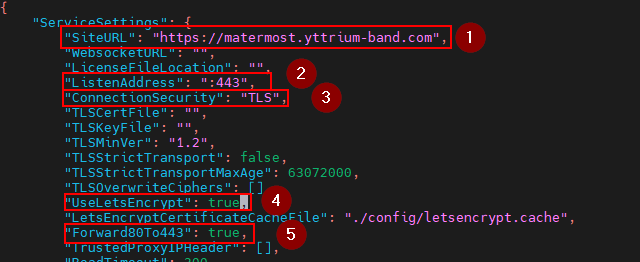 {
"ServiceSettings": {
"SiteURL": "https://matermost.yttrium-band.com", 1
"WebsocketURL": "",
"LicenseFileLocation": "", 2
"ListenAddress": ":443",
"ConnectionSecurity": "TLS", 3
"TLSCertFile": "",
"TLSKeyFile": "",
"TLSMinVer": "1.2",
"TLSStrictTransport": false,
"TLSStrictTransportMaxAge": 63072000,
"TLSOverwriteCiphers": []
"UseLetsEncrypt": true, 4
"LetsEncryptCertificateCacheFile": "./config/letsencrypt.cache",
"Forward80To443": true, 5
"TrustedProxyIPHeader": [],
"ReadTimeout": 300